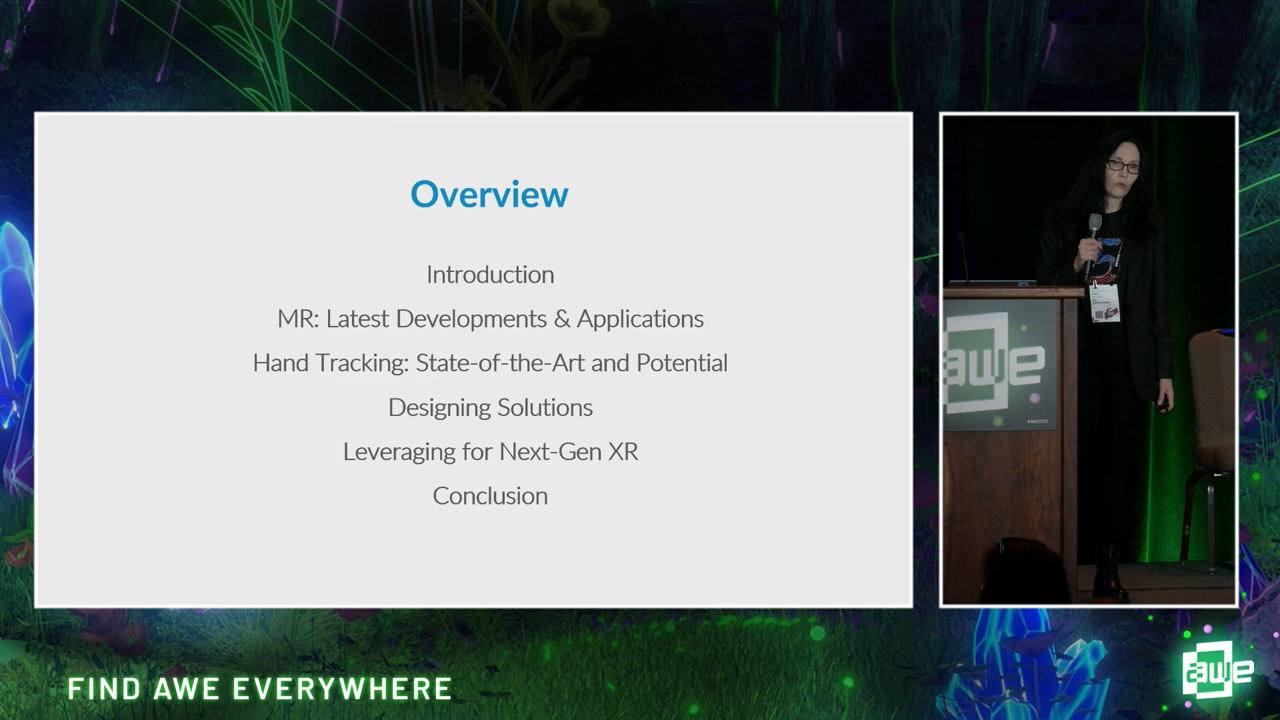 Overview
Introduction
MR: Latest Developments & Applications
Hand Tracking: State-of-the-Art and Potential
Designing Solutions
Leveraging for Next-Gen XR
Conclusion
awe
FIND AWE EVERYWHERE
awe